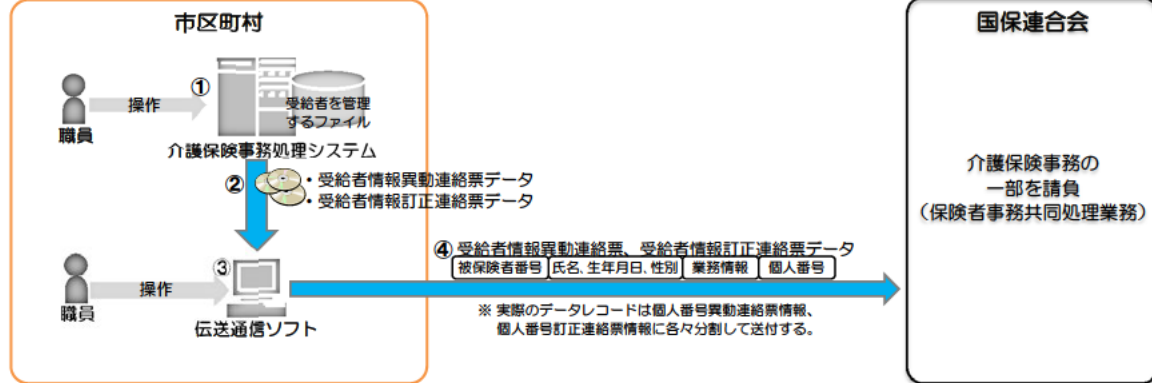 市区町村
国保連合会
①
操作
職員
受給者を管理
するファイル
介護保険事務処理システム
②
・受給者情報異動連絡票データ
・受給者情報訂正連絡票データ
介護保険事務の
一部を請負
(保険者事務共同処理業務)
③
操作
職員
伝送通信ソフト
④ 受給者情報異動連絡票、受給者情報訂正連絡票データ
被保険者番号 氏名、生年月日、性別 業務情報 個人番号
※ 実際のデータレコードは個人番号異動連絡票情報、
個人番号訂正連絡票情報に各々分割して送付する。